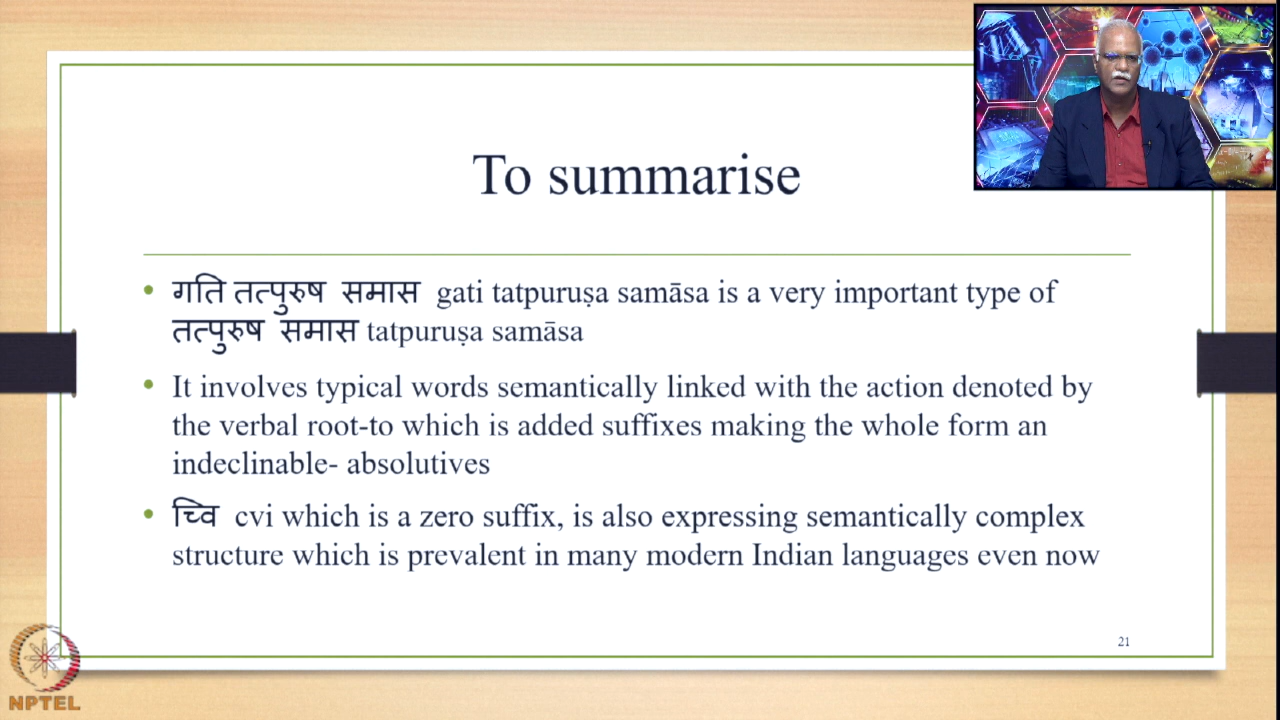 To summarise
गति तत्पुरुष समास gati tatpuruṣa samāsa is a very important type of
तत्पुरुष समास tatpuruṣa samāsa
It involves typical words semantically linked with the action denoted by
the verbal root-to which is added suffixes making the whole form an
indeclinable- absolutives
च्वि cvi which is a zero suffix, is also expressing semantically complex
structure which is prevalent in many modern Indian languages even now
21
NPTEL